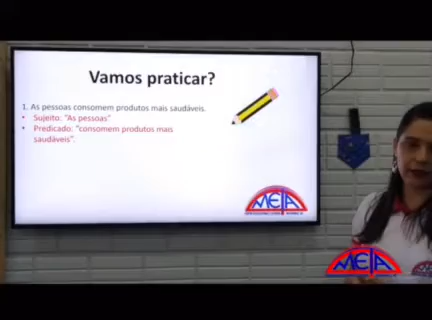 Vamos praticar?
1. As pessoas consomem produtos mais saudáveis.
• Sujeito: "As pessoas"
• Predicado: "consomem produtos mais
saudáveis".
META
META